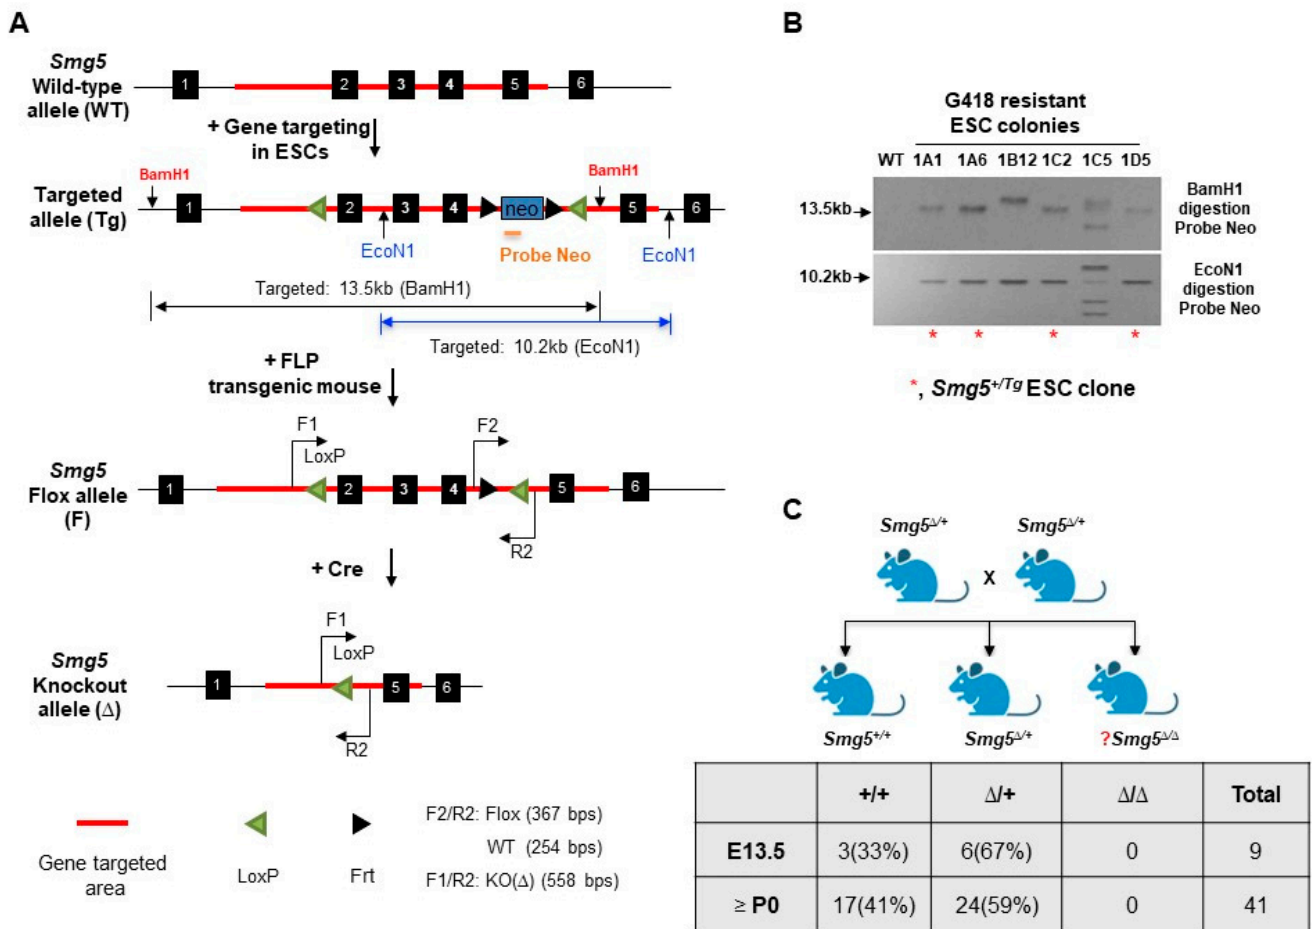 A
Smg5
Wild-type
allele (WT)
1 2 3 4 5 6
+ Gene targeting
in ESCs
BamH1
BamH1
Targeted
allele (Tg)
1 2 3 4 neo 5 6
EcoN1
Probe Neo
EcoN1
Targeted: 13.5kb (BamH1)
Targeted: 10.2kb (EcoN1)
+ FLP
transgenic mouse
F1
F2
LoxP
Smg5
Flox allele
(F)
1 2 3 4 5 6
R2
+ Cre
F1
LoxP
Smg5
Knockout
allele (Δ)
1 5 6
R2
Gene targeted
area
LoxP
Frt
F2/R2: Flox (367 bps)
WT (254 bps)
F1/R2: KO(Δ) (558 bps)
B
G418 resistant
ESC colonies
WT 1A1 1A6 1B12 1C2 1C5 1D5
13.5kb
BamH1
digestion
Probe Neo
10.2kb
EcoN1
digestion
Probe Neo
* * * *
*, Smg5+/Tg ESC clone
C
Smg5Δ/+ Smg5Δ/+
X
Smg5+/+ Smg5Δ/+ ?Smg5Δ/Δ
+/+ Δ/+ Δ/Δ Total
E13.5 3(33%) 6(67%) 0 9
≥ P0 17(41%) 24(59%) 0 41